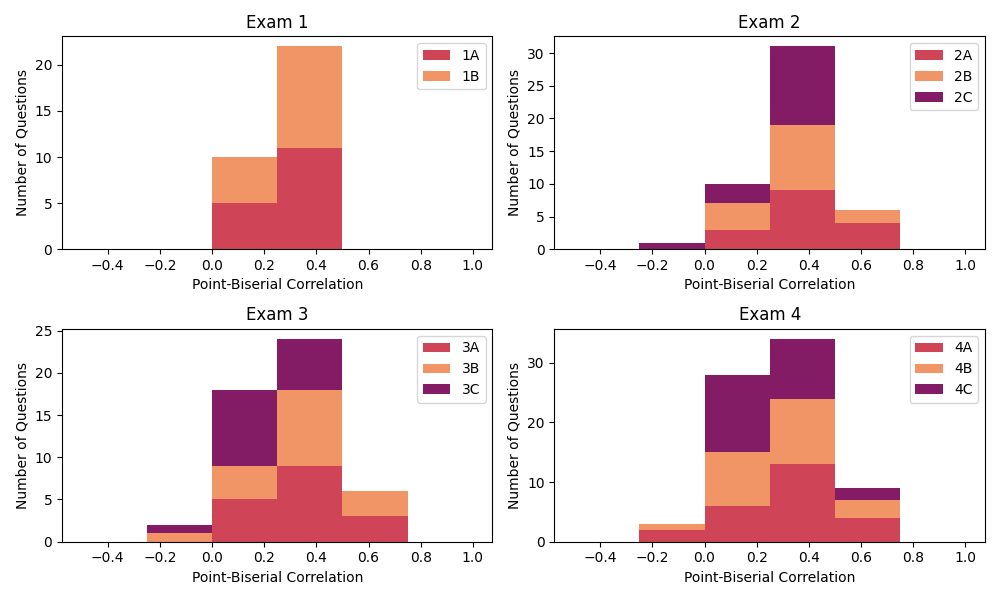 Exam 1
Number of Questions
20
15
10
5
0
1A
1B
−0.4 −0.2 0.0 0.2 0.4 0.6 0.8 1.0
Point-Biserial Correlation
Exam 2
Number of Questions
30
25
20
15
10
5
0
2A
2B
2C
−0.4 −0.2 0.0 0.2 0.4 0.6 0.8 1.0
Point-Biserial Correlation
Exam 3
Number of Questions
25
20
15
10
5
0
3A
3B
3C
−0.4 −0.2 0.0 0.2 0.4 0.6 0.8 1.0
Point-Biserial Correlation
Exam 4
Number of Questions
30
20
10
0
4A
4B
4C
−0.4 −0.2 0.0 0.2 0.4 0.6 0.8 1.0
Point-Biserial Correlation